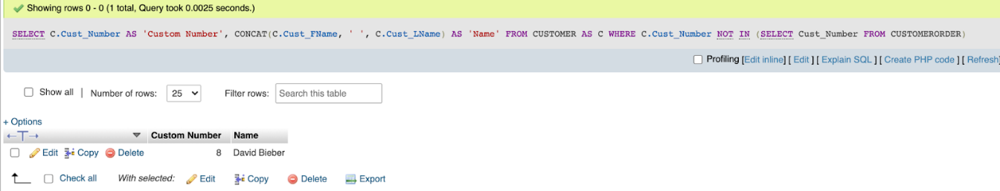 Showing rows 0 - 0 (1 total, Query took 0.0025 seconds.)
SELECT C.Cust_Number AS 'Custom Number', CONCAT(C.Cust_FName, ' ', C.Cust_LName) AS 'Name' FROM CUSTOMER AS C WHERE C.Cust_Number NOT IN (SELECT Cust_Number FROM CUSTOMERORDER)
Profiling [Edit inline] [ Edit ] [ Explain SQL ] [ Create PHP code ] [ Refresh]
Show all | Number of rows: 25 Filter rows: Search this table
+ Options
←T→ Custom Number Name
Edit Copy Delete 8 David Bieber
Check all With selected: Edit Copy Delete Export